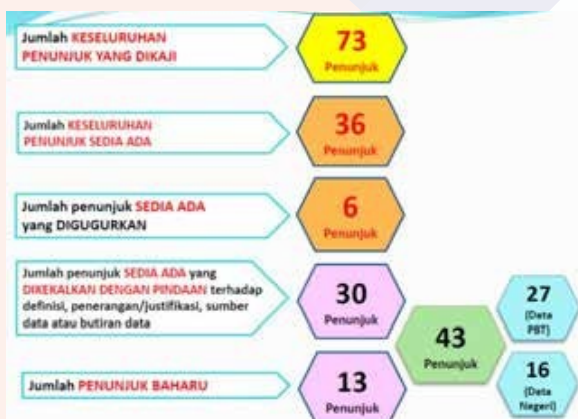 Jumlah KESELURUHAN
PENUNJUK YANG DIKAJI
73
Penunjuk
Jumlah KESELURUHAN
PENUNJUK SEDIA ADA
36
Penunjuk
Jumlah penunjuk SEDIA ADA
yang DIGUGURKAN
6
Penunjuk
Jumlah penunjuk SEDIA ADA yang
DIKEKALKAN DENGAN PINDAAN terhadap
definisi, penerangan/justifikasi, sumber
data atau butiran data
30
Penunjuk
Jumlah PENUNJUK BAHARU
13
Penunjuk
43
Penunjuk
27
(Data
PBT)
16
(Data
Negeri)